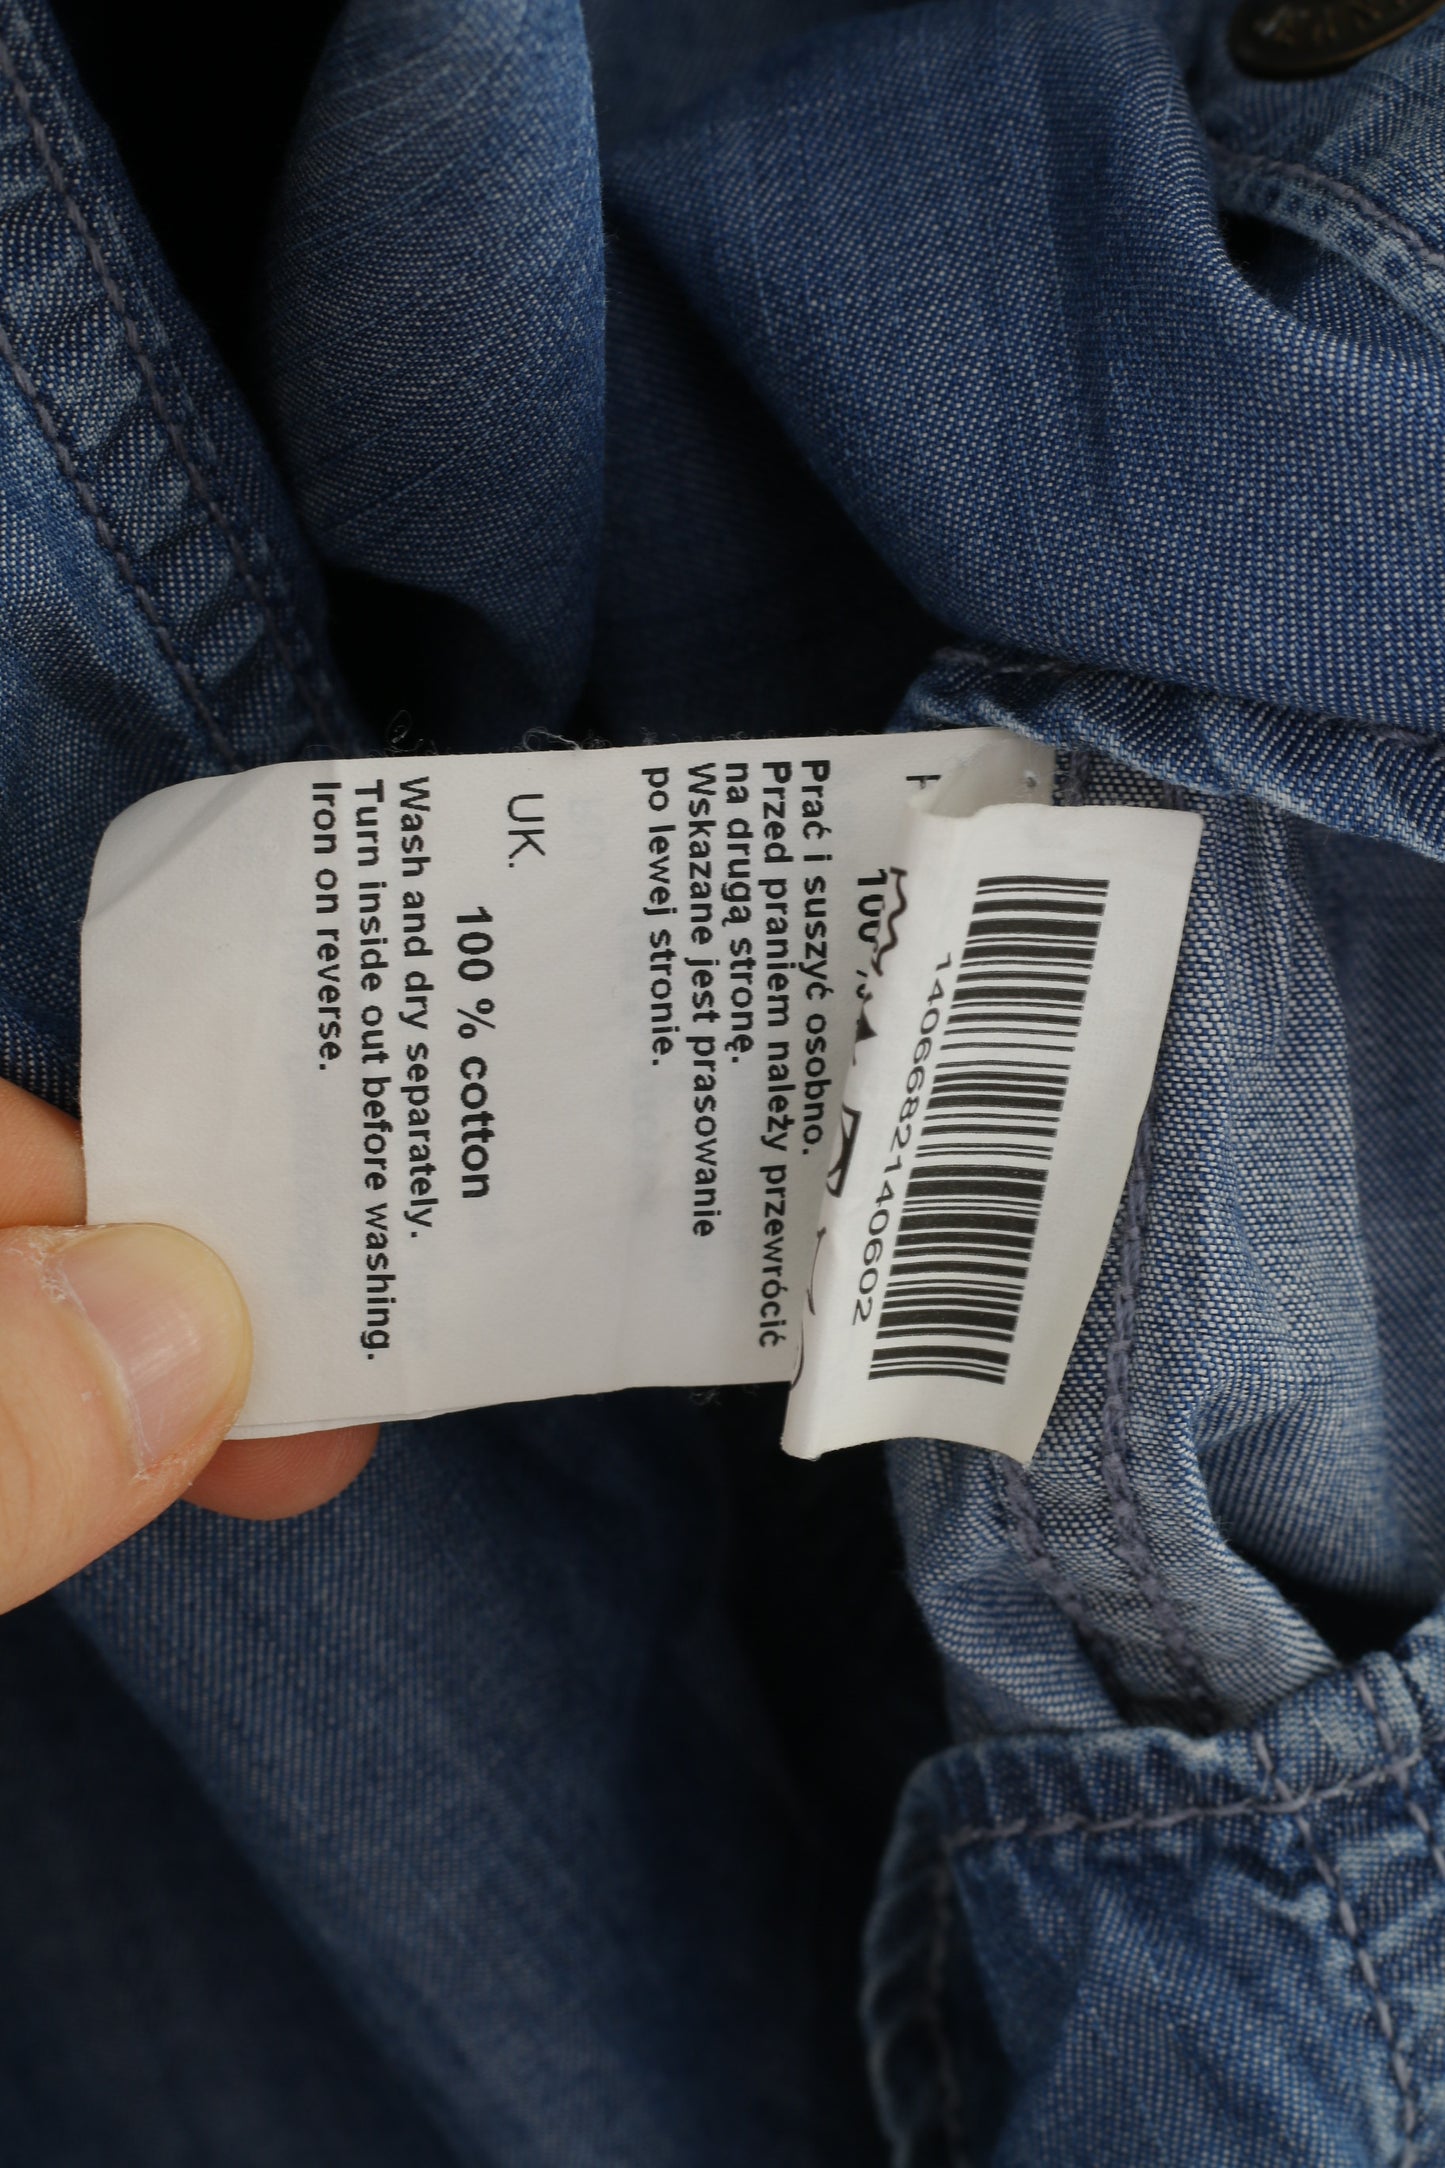 Prać i suszyć osobno.
Przed praniem należy przewrócić
na drugą stronę.
Wskazane jest prasowanie
po lewej stronie.
UK.
100 % cotton
Wash and dry separately.
Turn inside out before washing.
Iron on reverse.
1406682140602